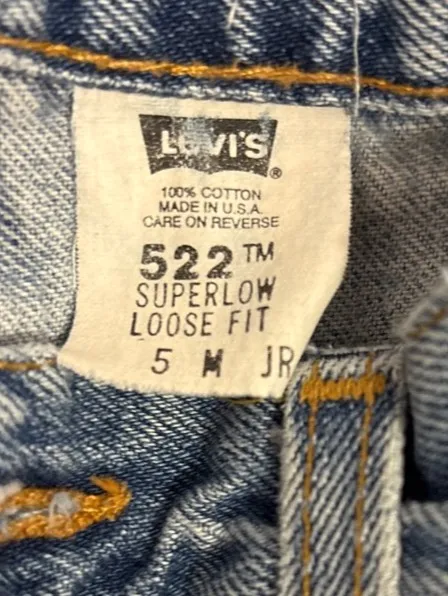 LEVI'S®
100% COTTON
MADE IN U.S.A.
CARE ON REVERSE
522™
SUPERLOW
LOOSE FIT
5 M JR